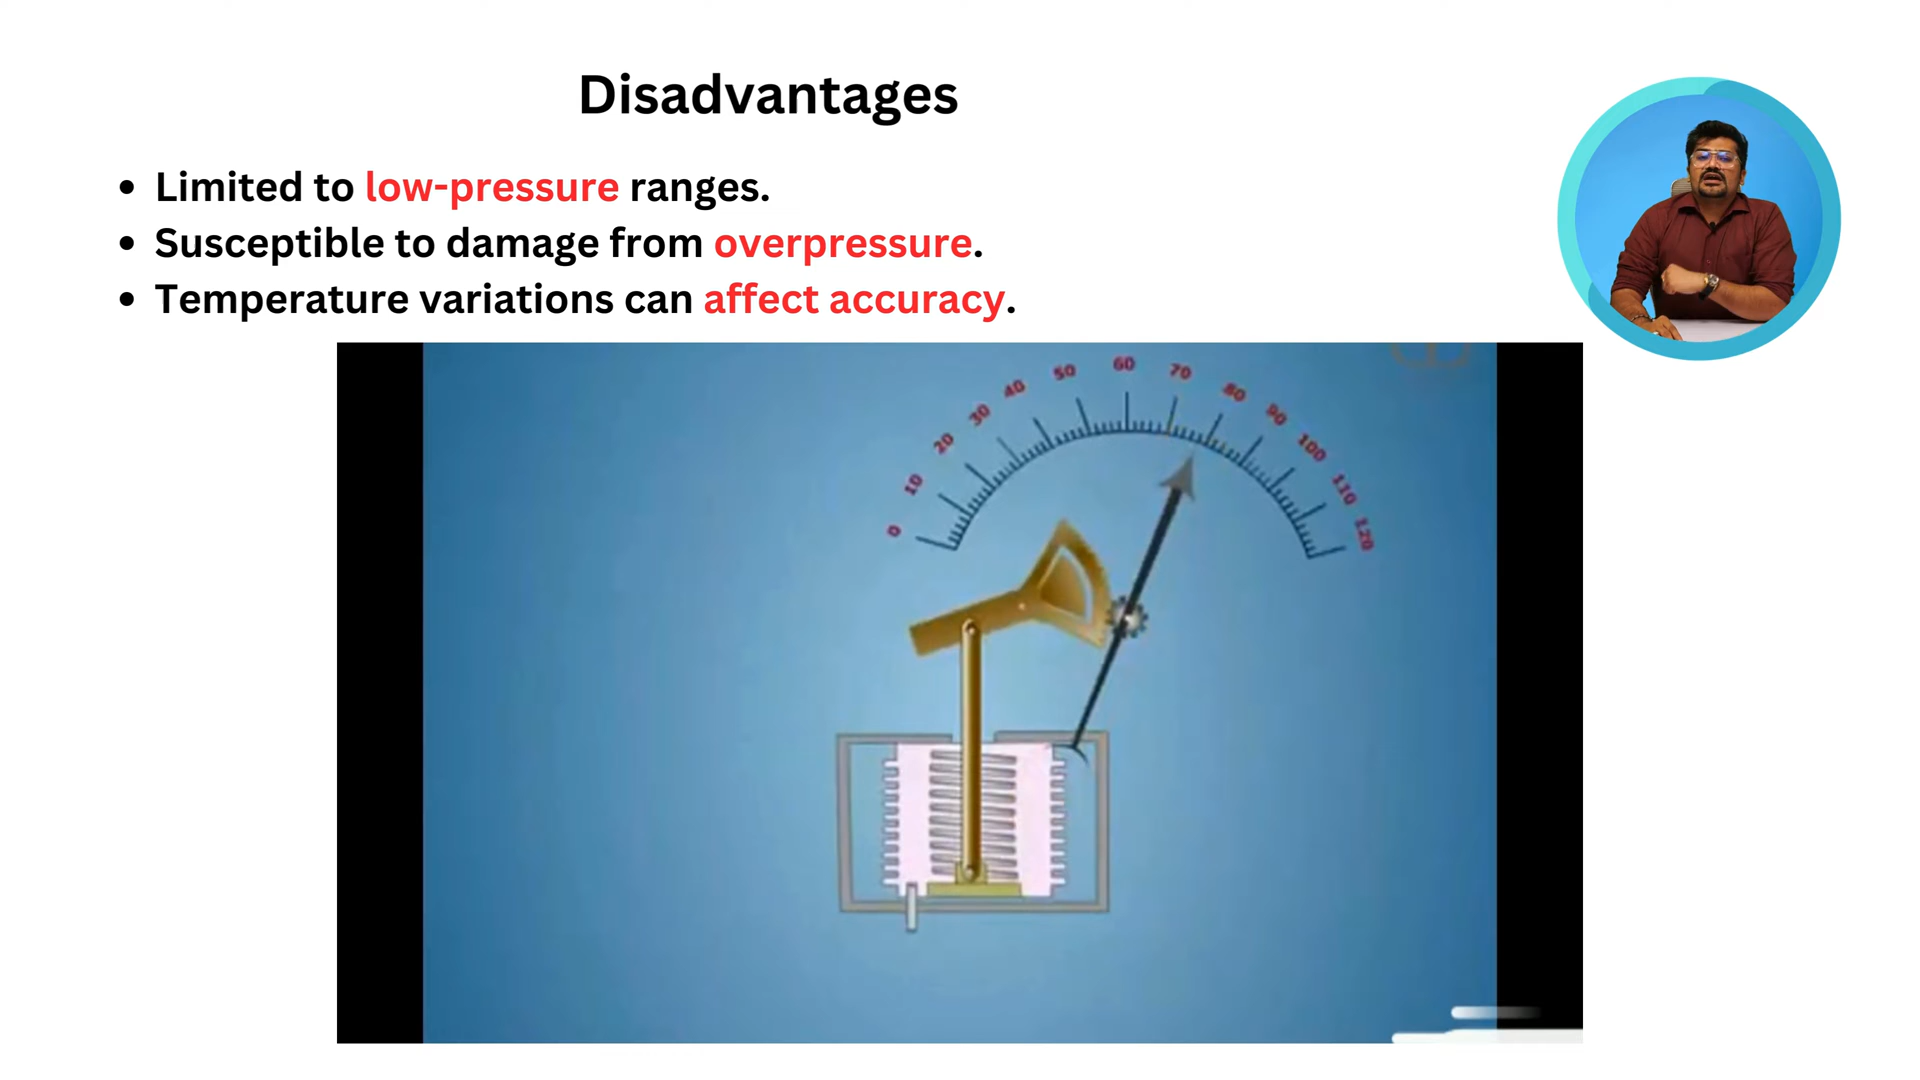 Disadvantages
• Limited to low-pressure ranges.
• Susceptible to damage from overpressure.
• Temperature variations can affect accuracy.
0 10 20 30 40 50 60 70 80 90 100 110 120